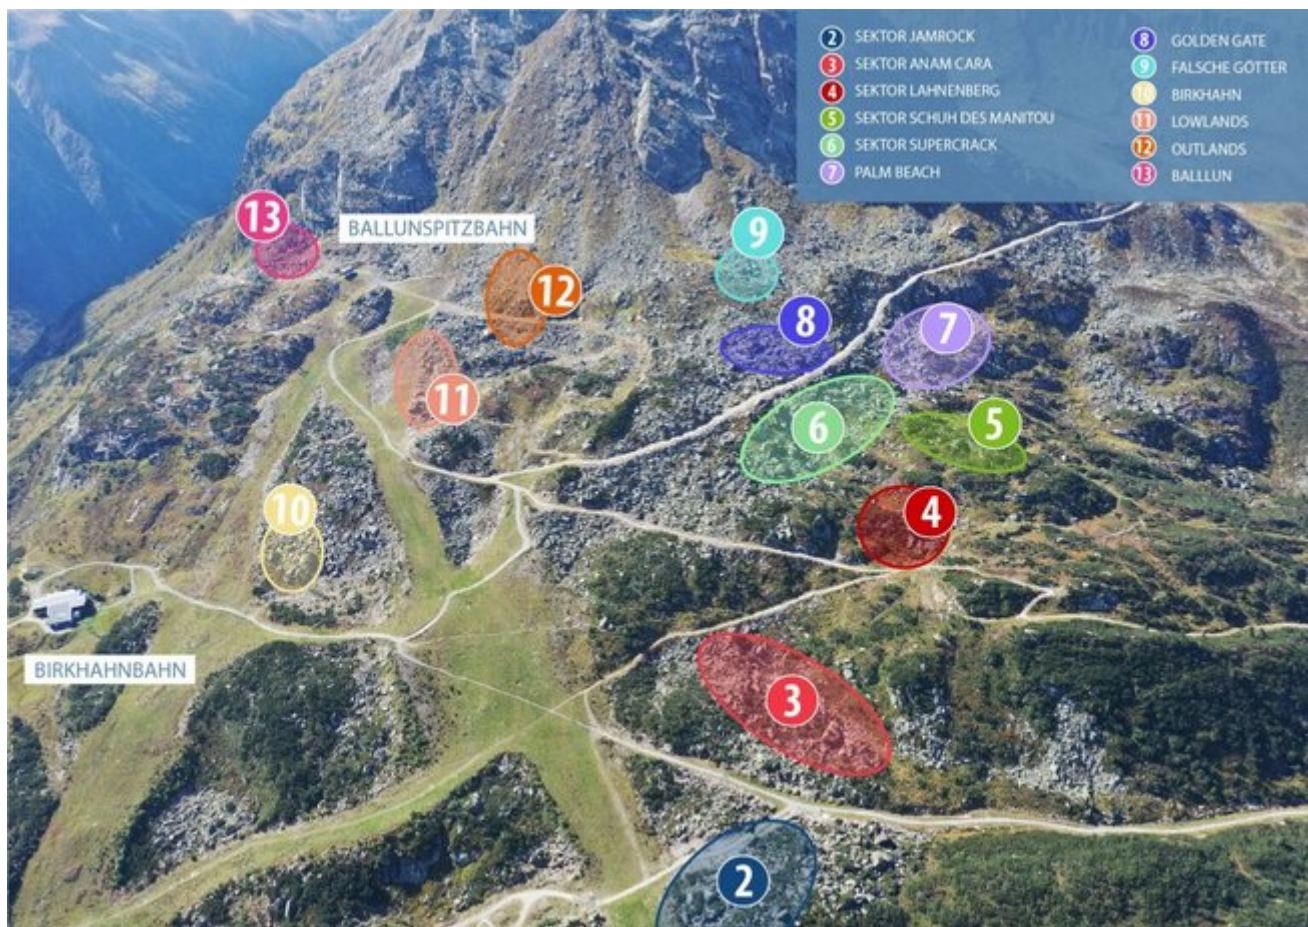 2 SEKTOR JAMROCK
3 SEKTOR ANAM CARA
4 SEKTOR LAHNENBERG
5 SEKTOR SCHUH DES MANITOU
6 SEKTOR SUPERCRACK
7 PALM BEACH
8 GOLDEN GATE
9 FALSCHE GÖTTER
10 BIRKHAHN
11 LOWLANDS
12 OUTLANDS
13 BALLLUN
13
BALLUNSPITZBAHN
9
12
8
7
11
6
5
10
4
BIRKHAHNBAHN
3
2